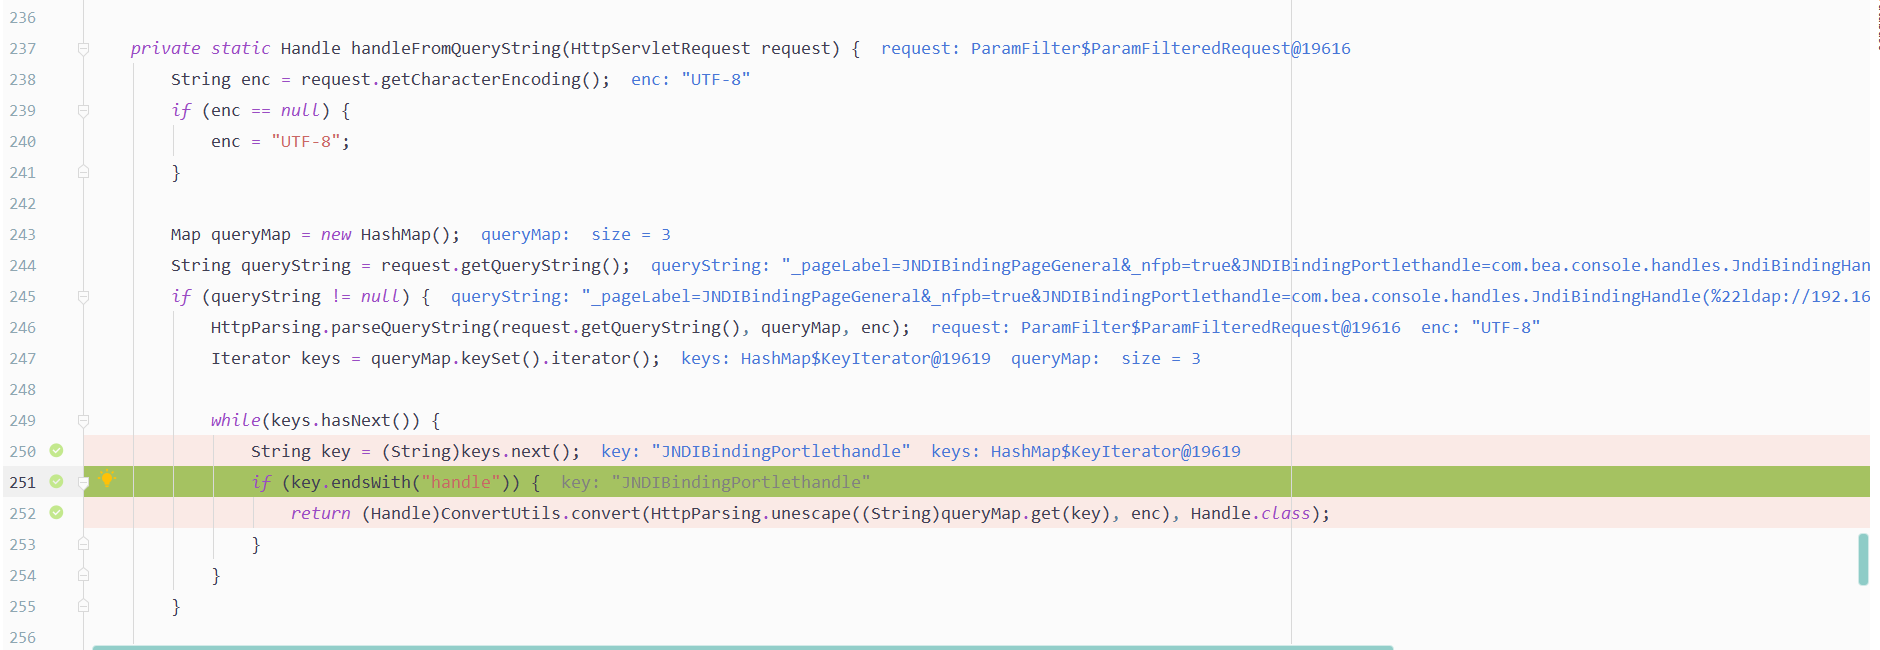 236
237 private static Handle handleFromQueryString(HttpServletRequest request) { request: ParamFilter$ParamFilteredRequest@19616
238 String enc = request.getCharacterEncoding(); enc: "UTF-8"
239 if (enc == null) {
240 enc = "UTF-8";
241 }
242
243 Map queryMap = new HashMap(); queryMap: size = 3
244 String queryString = request.getQueryString(); queryString: "_pageLabel=JNDIBindingPageGeneral&_nfpb=true&JNDIBindingPortlethandle=com.bea.console.handles.JndiBindingHan
245 if (queryString != null) { queryString: "_pageLabel=JNDIBindingPageGeneral&_nfpb=true&JNDIBindingPortlethandle=com.bea.console.handles.JndiBindingHandle(%22ldap://192.16
246 HttpParsing.parseQueryString(request.getQueryString(), queryMap, enc); request: ParamFilter$ParamFilteredRequest@19616 enc: "UTF-8"
247 Iterator keys = queryMap.keySet().iterator(); keys: HashMap$KeyIterator@19619 queryMap: size = 3
248
249 while(keys.hasNext()) {
250 String key = (String)keys.next(); key: "JNDIBindingPortlethandle" keys: HashMap$KeyIterator@19619
251 if (key.endsWith("handle")) { key: "JNDIBindingPortlethandle"
252 return (Handle)ConvertUtils.convert(HttpParsing.unescape((String)queryMap.get(key), enc), Handle.class);
253 }
254 }
255 }
256